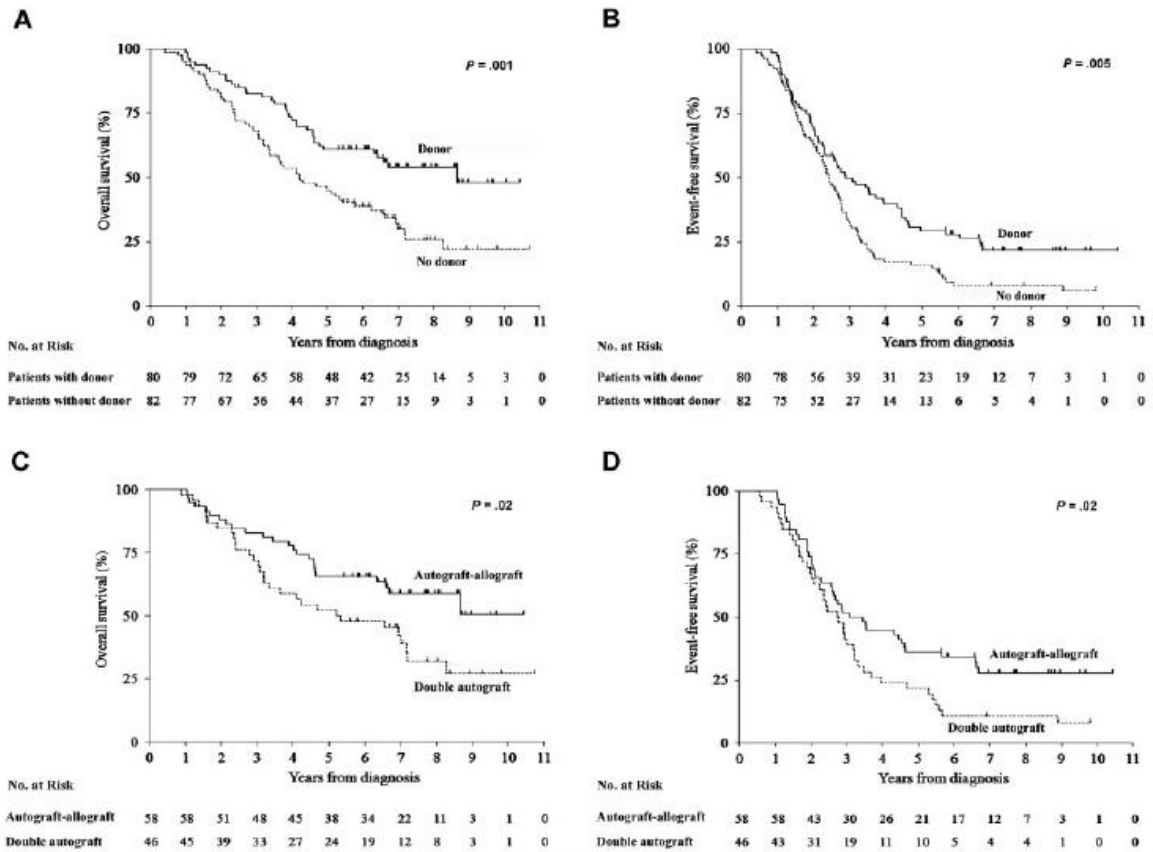 A
100
75
50
25
0
Overall survival (%)
P = .001
Donor
No donor
0 1 2 3 4 5 6 7 8 9 10 11
Years from diagnosis
No. at Risk
Patients with donor 80 79 72 65 58 48 42 25 14 5 3 0
Patients without donor 82 77 67 56 44 37 27 15 9 3 1 0
B
100
75
50
25
0
Event-free survival (%)
P = .005
Donor
No donor
0 1 2 3 4 5 6 7 8 9 10 11
Years from diagnosis
No. at Risk
Patients with donor 80 78 56 39 31 23 19 12 7 3 1 0
Patients without donor 82 75 52 27 14 13 6 5 4 1 0 0
C
100
75
50
25
0
Overall survival (%)
P = .02
Autograft-allograft
Double autograft
0 1 2 3 4 5 6 7 8 9 10 11
Years from diagnosis
No. at Risk
Autograft-allograft 58 58 51 48 45 38 34 22 11 3 1 0
Double autograft 46 45 39 33 27 24 19 12 8 3 1 0
D
100
75
50
25
0
Event-free survival (%)
P = .02
Autograft-allograft
Double autograft
0 1 2 3 4 5 6 7 8 9 10 11
Years from diagnosis
No. at Risk
Autograft-allograft 58 58 43 30 26 21 17 12 7 3 1 0
Double autograft 46 43 31 19 11 10 5 4 4 1 0 0